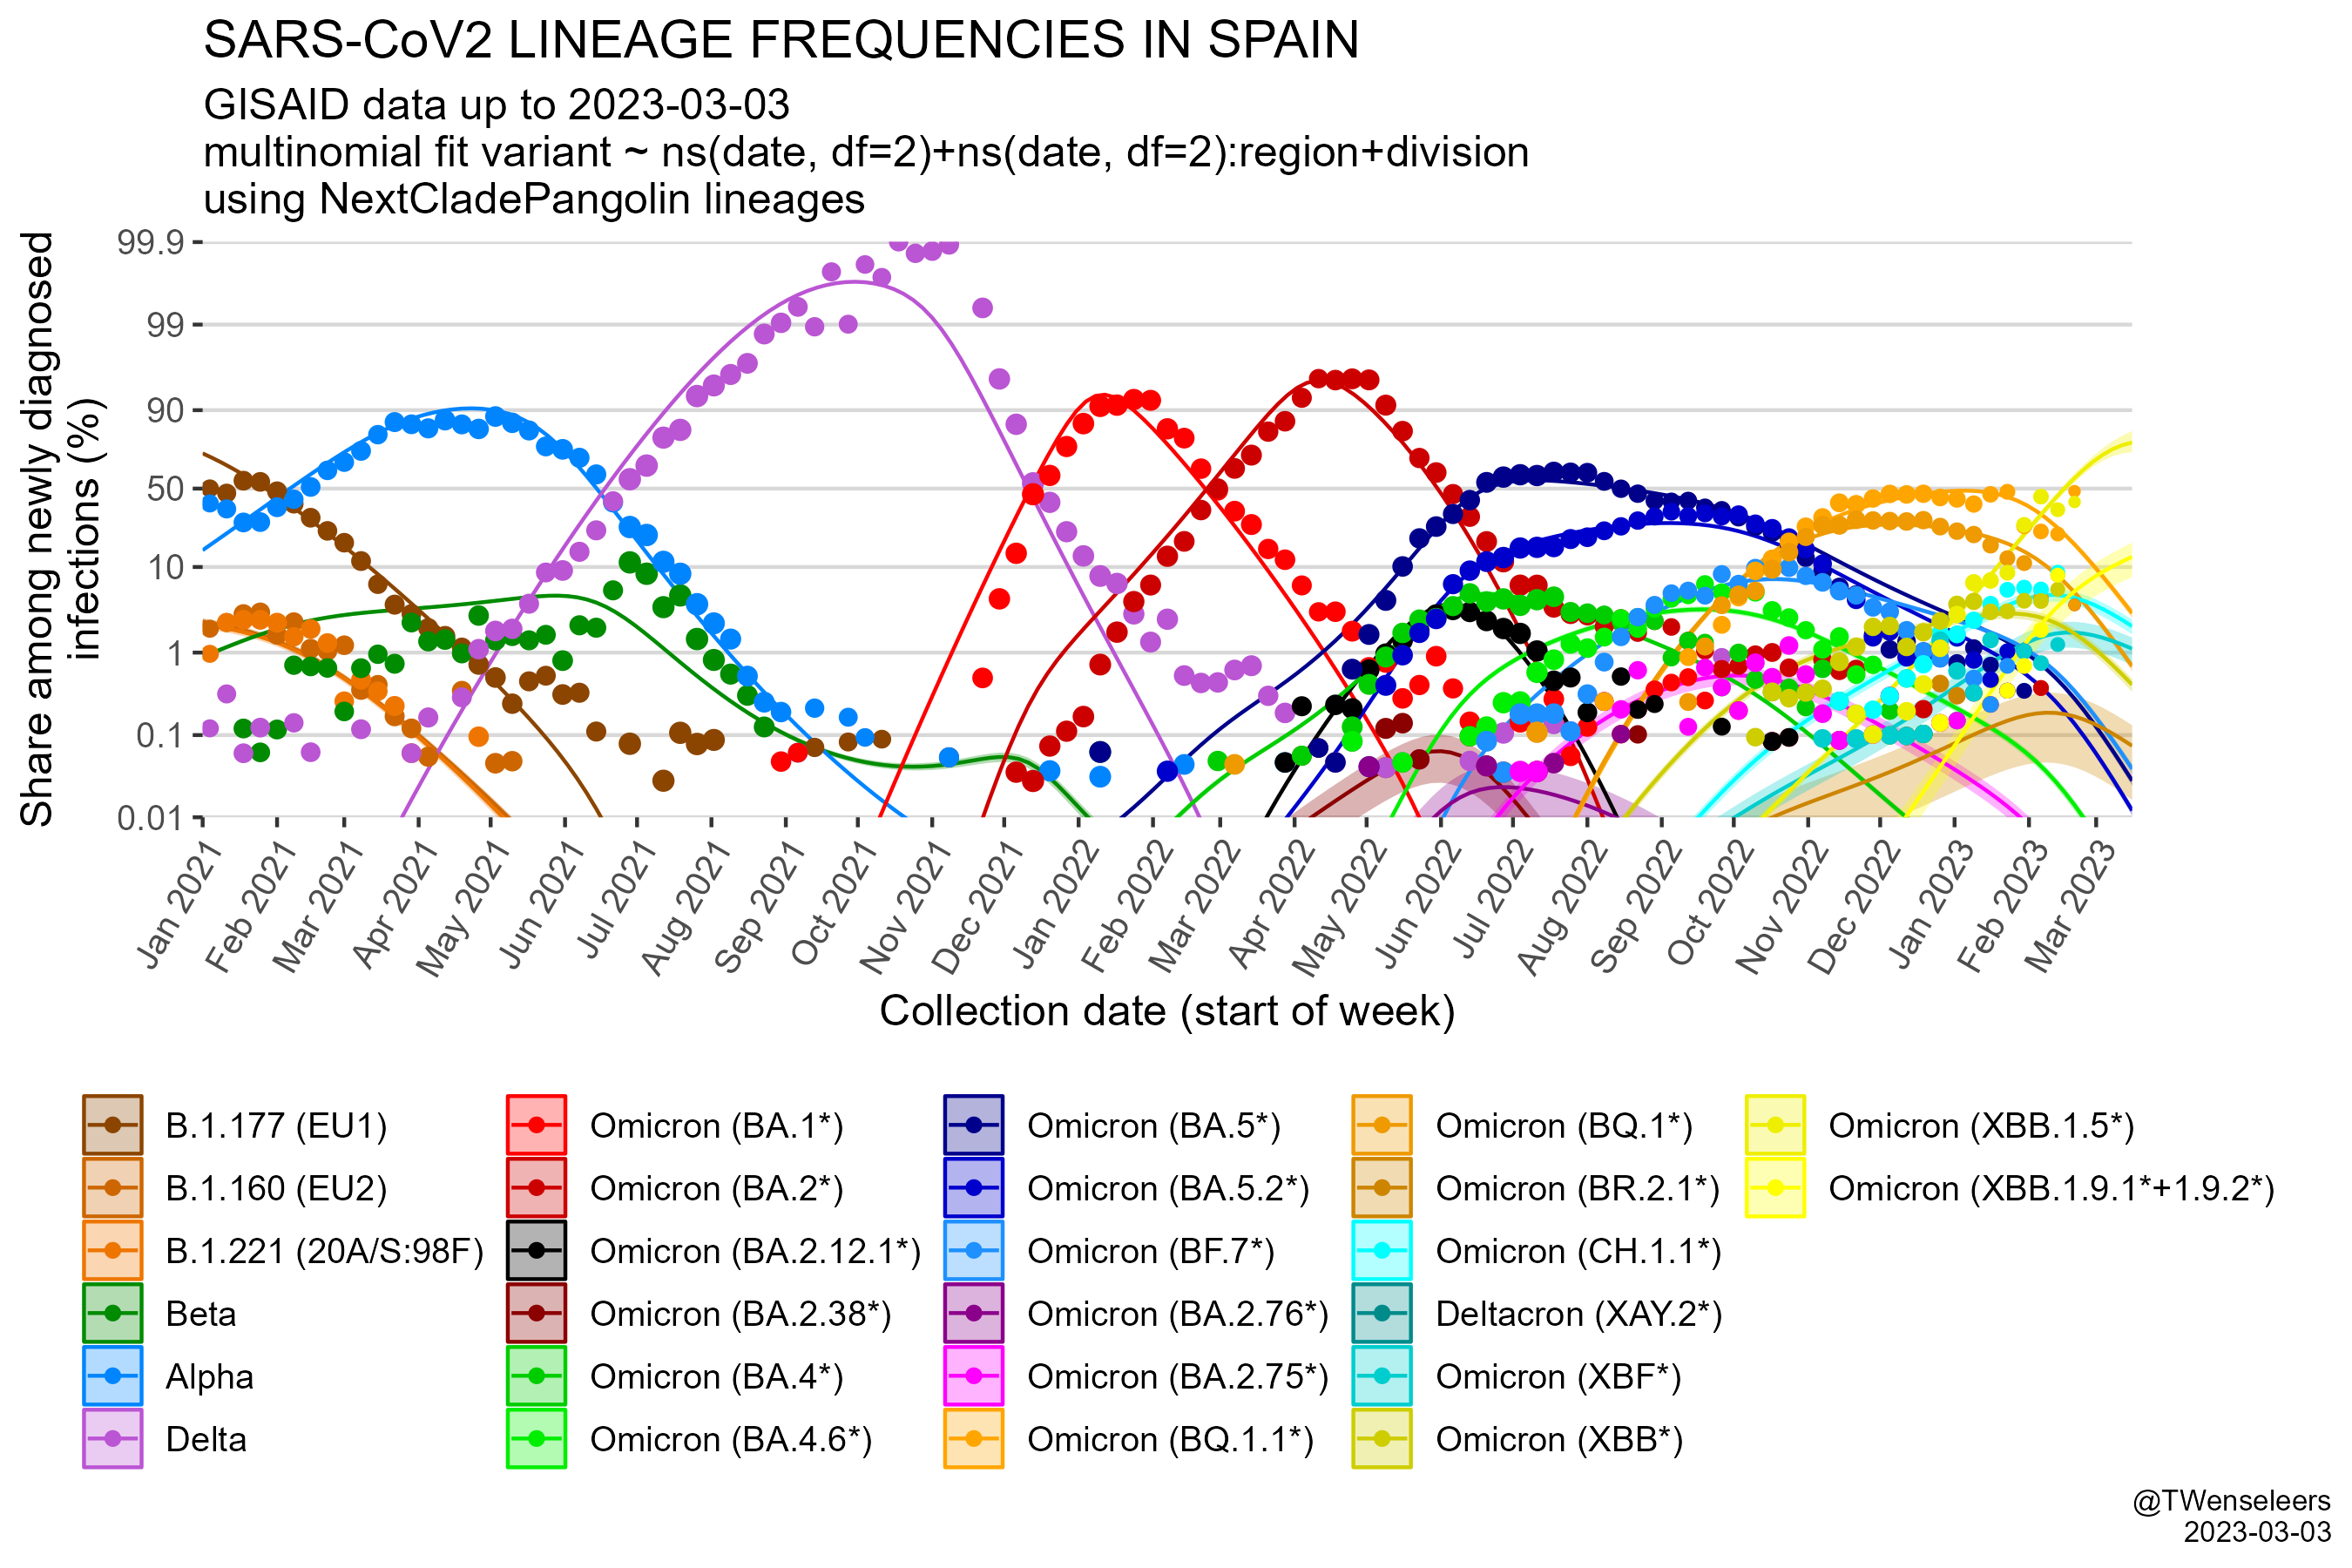 SARS-CoV2 LINEAGE FREQUENCIES IN SPAIN
GISAID data up to 2023-03-03
multinomial fit variant ~ ns(date, df=2)+ns(date, df=2):region+division
using NextCladePangolin lineages
Share among newly diagnosed
infections (%)
99.9
99
90
50
10
1
0.1
0.01
Jan 2021
Feb 2021
Mar 2021
Apr 2021
May 2021
Jun 2021
Jul 2021
Aug 2021
Sep 2021
Oct 2021
Nov 2021
Dec 2021
Jan 2022
Feb 2022
Mar 2022
Apr 2022
May 2022
Jun 2022
Jul 2022
Aug 2022
Sep 2022
Oct 2022
Nov 2022
Dec 2022
Jan 2023
Feb 2023
Mar 2023
Collection date (start of week)
B.1.177 (EU1)
B.1.160 (EU2)
B.1.221 (20A/S:98F)
Beta
Alpha
Delta
Omicron (BA.1*)
Omicron (BA.2*)
Omicron (BA.2.12.1*)
Omicron (BA.2.38*)
Omicron (BA.4*)
Omicron (BA.4.6*)
Omicron (BA.5*)
Omicron (BA.5.2*)
Omicron (BF.7*)
Omicron (BA.2.76*)
Omicron (BA.2.75*)
Omicron (BQ.1.1*)
Omicron (BQ.1*)
Omicron (BR.2.1*)
Omicron (CH.1.1*)
Deltacron (XAY.2*)
Omicron (XBF*)
Omicron (XBB*)
Omicron (XBB.1.5*)
Omicron (XBB.1.9.1*+1.9.2*)
@TWenseleers
2023-03-03